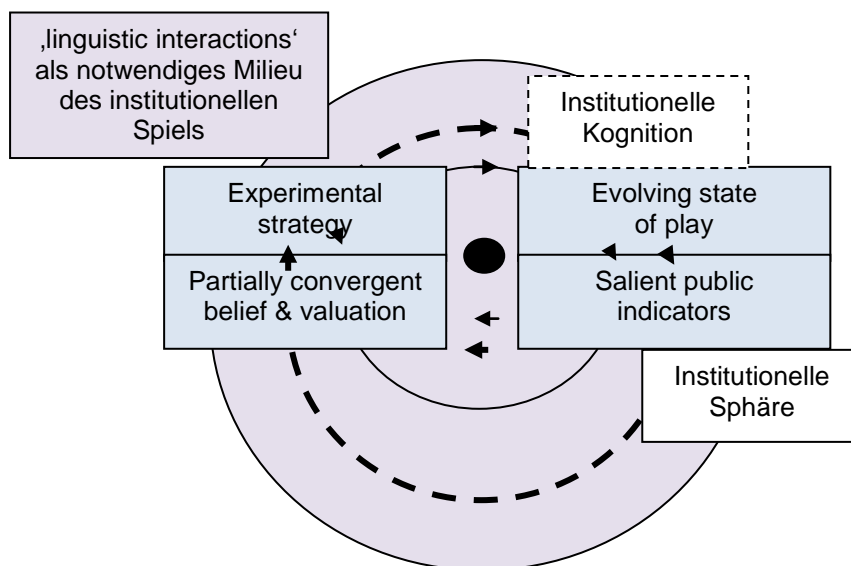 ‚linguistic interactions‘
als notwendiges Milieu
des institutionellen
Spiels
Institutionelle
Kognition
Experimental
strategy
Evolving state
of play
Partially convergent
belief & valuation
Salient public
indicators
Institutionelle
Sphäre